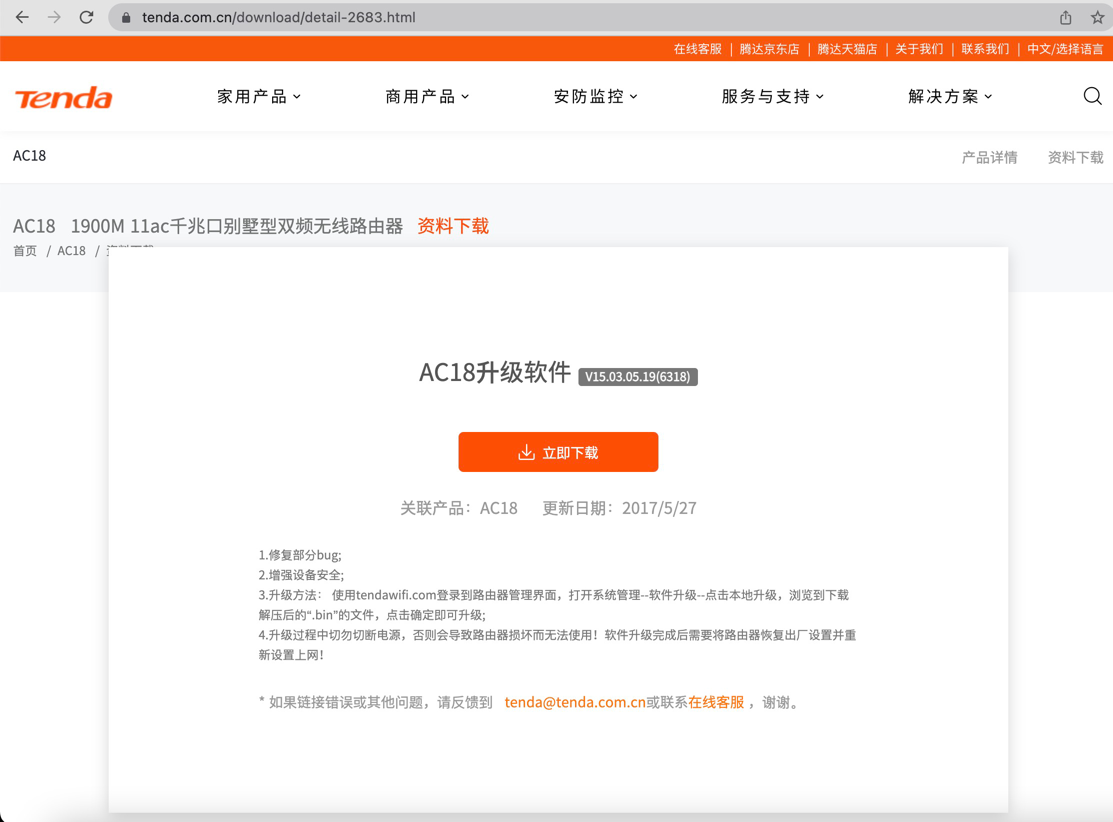 tenda.com.cn/download/detail-2683.html
在线客服 | 腾达京东店 | 腾达天猫店 | 关于我们 | 联系我们 | 中文/选择语言
Tenda 家用产品 商用产品 安防监控 服务与支持 解决方案
AC18 产品详情 资料下载
AC18 1900M 11ac千兆口别墅型双频无线路由器 资料下载
首页 / AC18 / 资料下载
AC18升级软件 V15.03.05.19(6318)
立即下载
关联产品：AC18 更新日期：2017/5/27
1.修复部分bug;
2.增强设备安全;
3.升级方法： 使用tendawifi.com登录到路由器管理界面，打开系统管理--软件升级--点击本地升级，浏览到下载
解压后的“.bin”的文件，点击确定即可升级;
4.升级过程中切勿切断电源，否则会导致路由器损坏而无法使用！软件升级完成后需要将路由器恢复出厂设置并重
新设置上网！
* 如果链接错误或其他问题，请反馈到 tenda@tenda.com.cn或联系在线客服 ，谢谢。